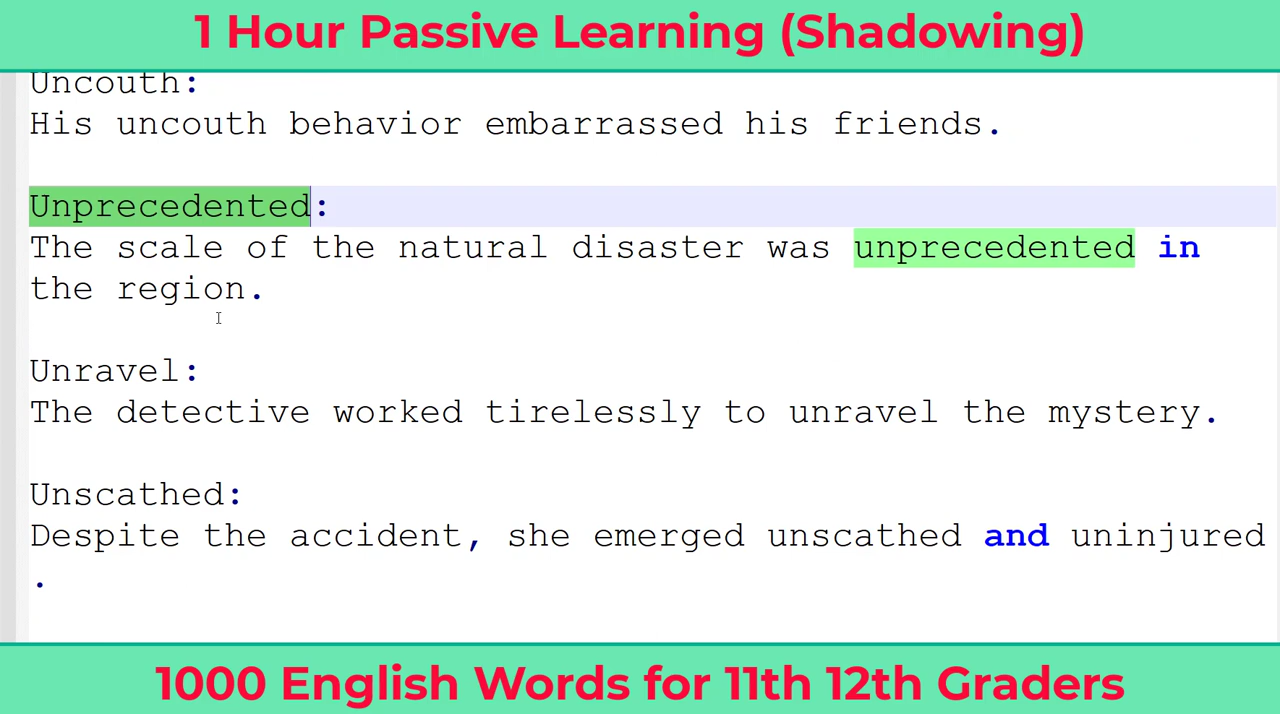 1 Hour Passive Learning (Shadowing)
Uncouth:
His uncouth behavior embarrassed his friends.
Unprecedented:
The scale of the natural disaster was unprecedented in
the region.
Unravel:
The detective worked tirelessly to unravel the mystery.
Unscathed:
Despite the accident, she emerged unscathed and uninjured
.
1000 English Words for 11th 12th Graders